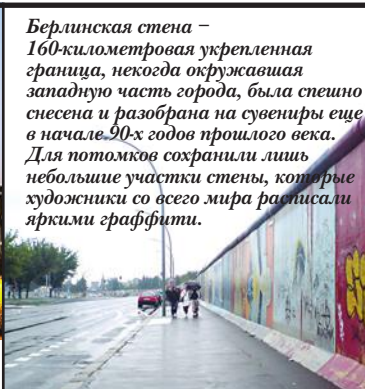 Берлинская стена –
160-километровая укрепленная
граница, некогда окружавшая
западную часть города, была спешно
снесена и разобрана на сувениры еще
в начале 90-х годов прошлого века.
Для потомков сохранили лишь
небольшие участки стены, которые
художники со всего мира расписали
яркими граффити.